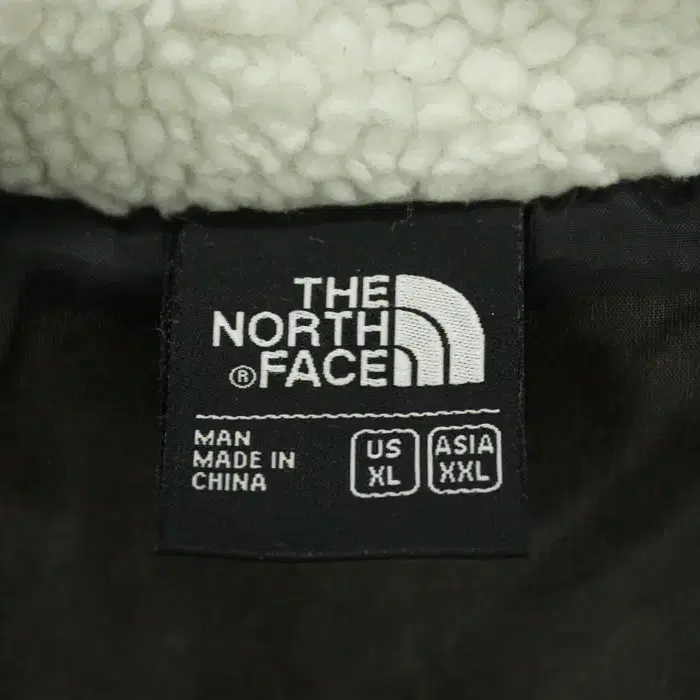 THE
NORTH
®FACE
MAN
MADE IN
CHINA
US
XL
ASIA
XXL